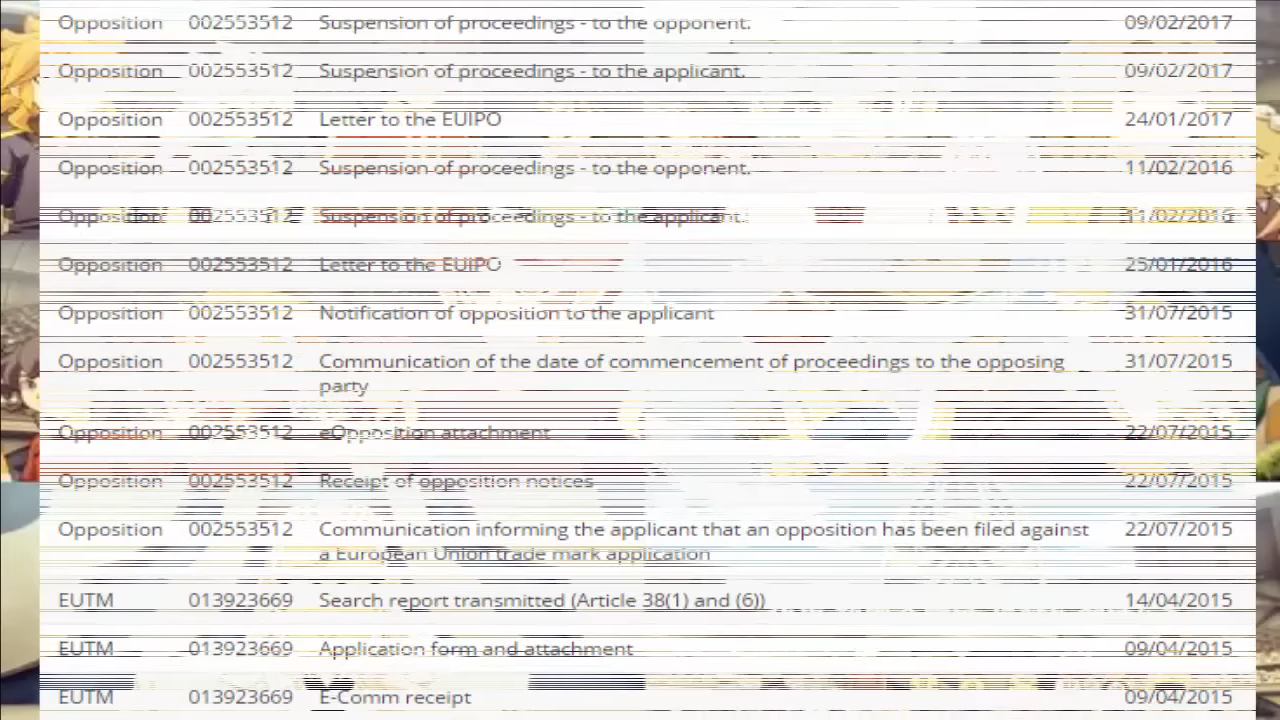 Opposition 002553512 Suspension of proceedings - to the opponent. 09/02/2017
Opposition 002553512 Suspension of proceedings - to the applicant. 09/02/2017
Opposition 002553512 Letter to the EUIPO 24/01/2017
Opposition 002553512 Suspension of proceedings - to the opponent. 11/02/2016
Opposition 002553512 Suspension of proceedings - to the applicant. 11/02/2016
Opposition 002553512 Letter to the EUIPO 25/01/2016
Opposition 002553512 Notification of opposition to the applicant 31/07/2015
Opposition 002553512 Communication of the date of commencement of proceedings to the opposing 31/07/2015
party
Opposition 002553512 eOpposition attachment 22/07/2015
Opposition 002553512 Receipt of opposition notices 22/07/2015
Opposition 002553512 Communication informing the applicant that an opposition has been filed against 22/07/2015
a European Union trade mark application
EUTM 013923669 Search report transmitted (Article 38(1) and (6)) 14/04/2015
EUTM 013923669 Application form and attachment 09/04/2015
EUTM 013923669 E-Comm receipt 09/04/2015